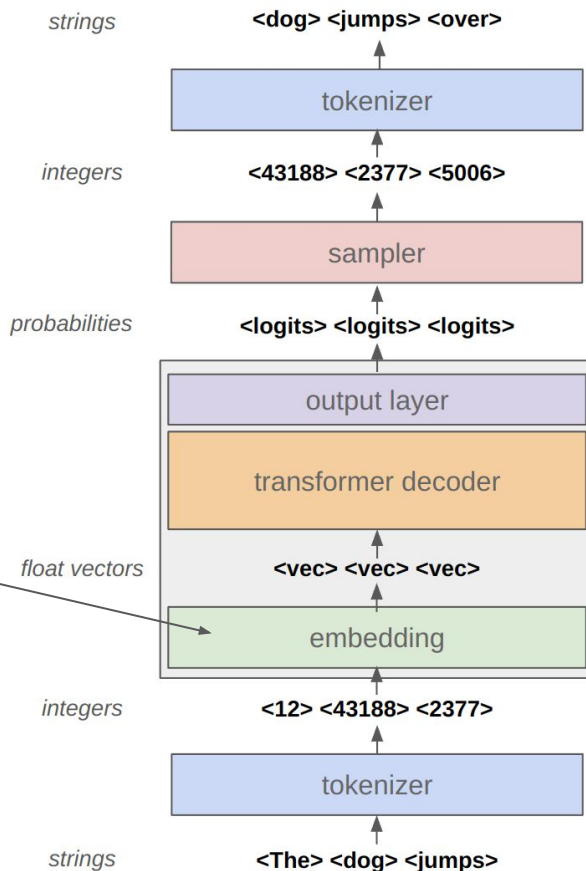 strings <dog> <jumps> <over>
tokenizer
integers <43188> <2377> <5006>
sampler
probabilities <logits> <logits> <logits>
output layer
transformer decoder
float vectors <vec> <vec> <vec>
embedding
integers <12> <43188> <2377>
tokenizer
strings <The> <dog> <jumps>